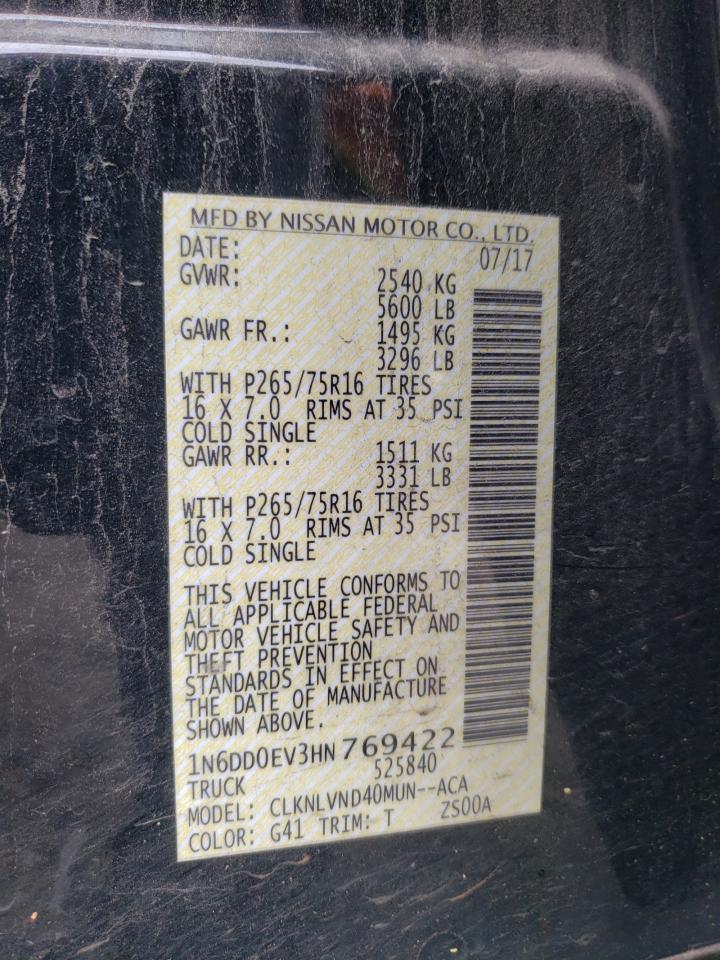 MFD BY NISSAN MOTOR CO., LTD.
DATE: 07/17
GVWR: 2540 KG
5600 LB
GAWR FR.: 1495 KG
3296 LB
WITH P265/75R16 TIRES
16 X 7.0 RIMS AT 35 PSI
COLD SINGLE
GAWR RR.: 1511 KG
3331 LB
WITH P265/75R16 TIRES
16 X 7.0 RIMS AT 35 PSI
COLD SINGLE
THIS VEHICLE CONFORMS TO
ALL APPLICABLE FEDERAL
MOTOR VEHICLE SAFETY AND
THEFT PREVENTION
STANDARDS IN EFFECT ON
THE DATE OF MANUFACTURE
SHOWN ABOVE.
1N6DD0EV3HN769422
TRUCK 525840
MODEL: CLKNLVND40MUN--ACA
COLOR: G41 TRIM: T ZS00A